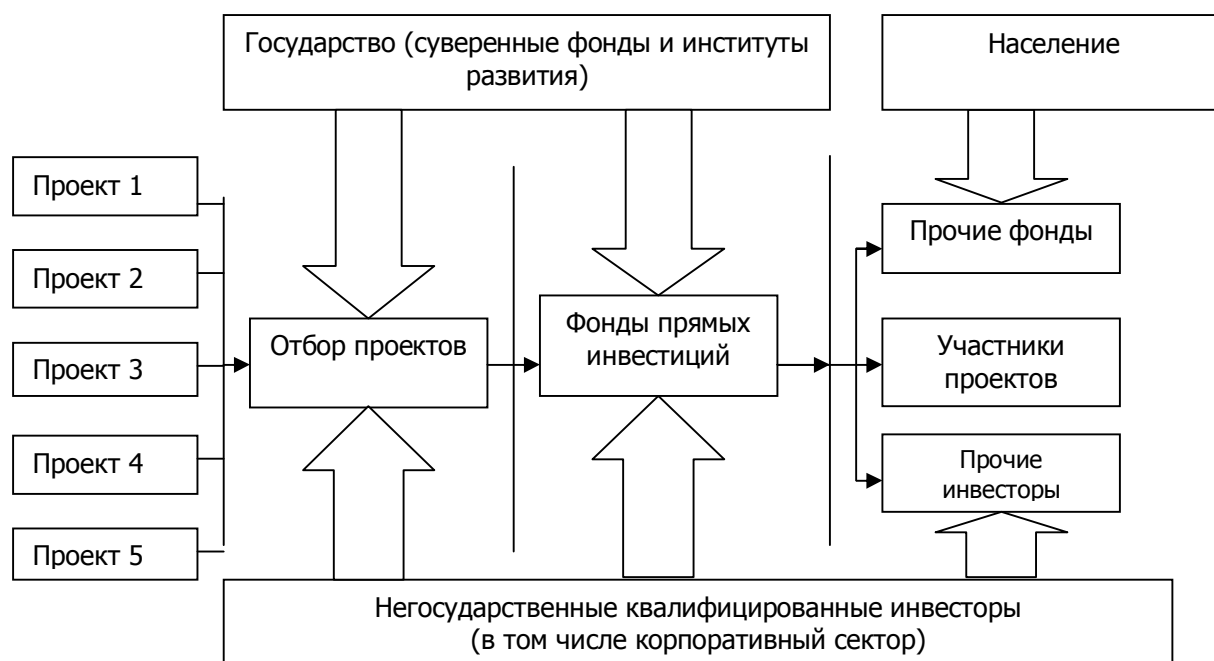 Государство (суверенные фонды и институты
развития)
Население
Проект 1
Проект 2
Проект 3
Проект 4
Проект 5
Отбор проектов
Фонды прямых
инвестиций
Прочие фонды
Участники
проектов
Прочие
инвесторы
Негосударственные квалифицированные инвесторы
(в том числе корпоративный сектор)